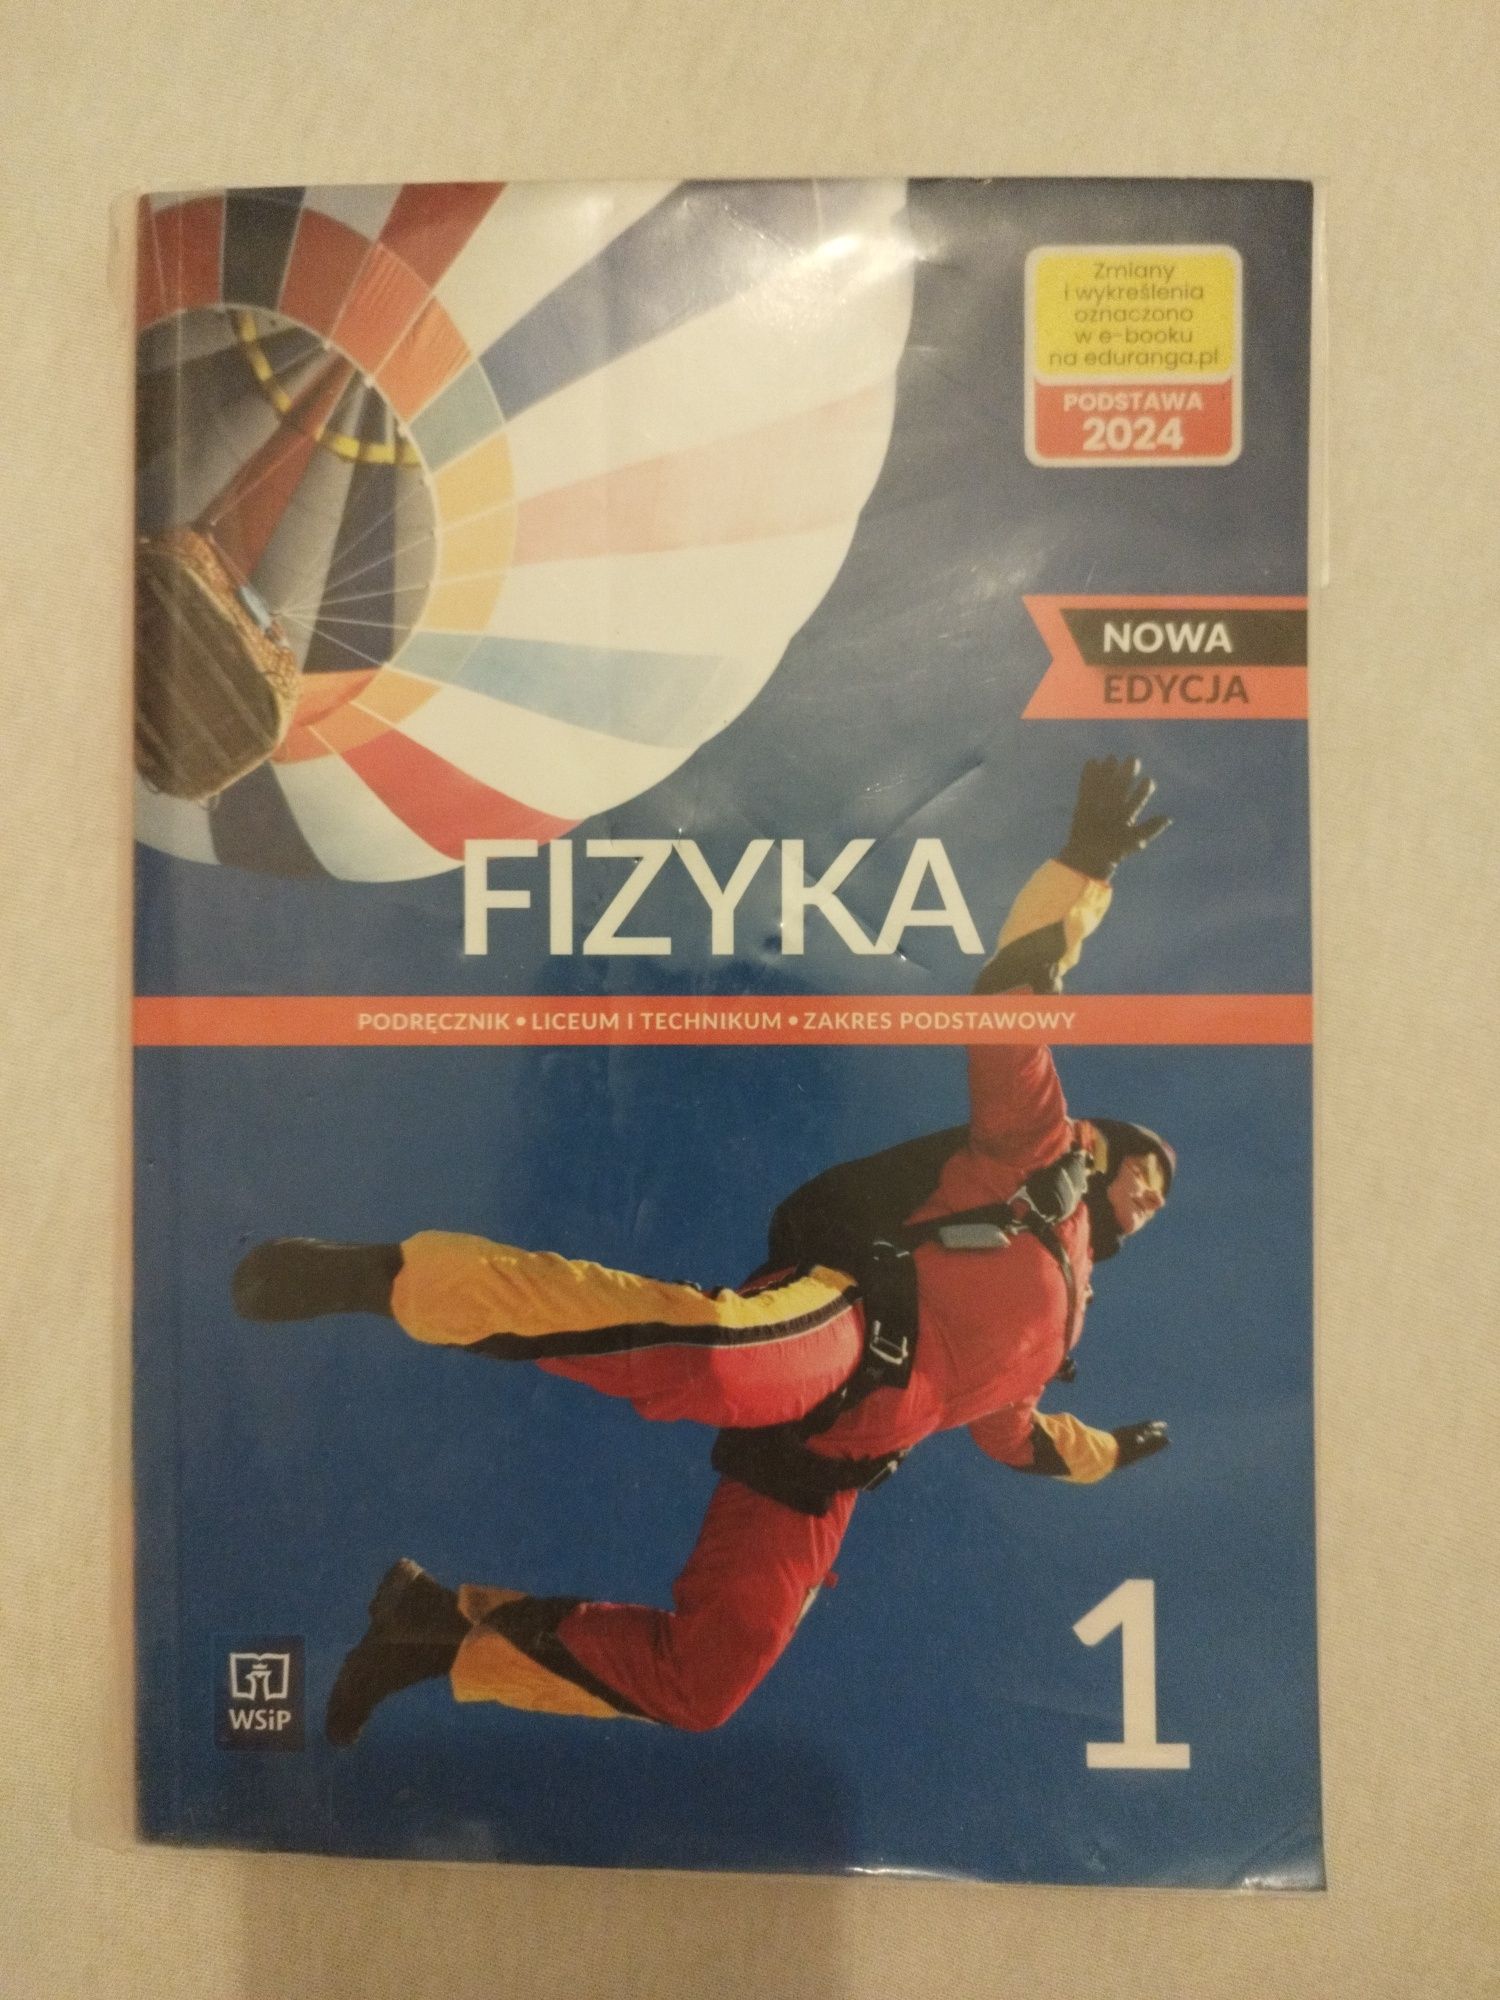 Zmiany
i wykreślenia
oznaczono
w e-booku
na eduranga.pl
PODSTAWA
2024
NOWA
EDYCJA
FIZYKA
PODRĘCZNIK • LICEUM I TECHNIKUM • ZAKRES PODSTAWOWY
1
WSiP